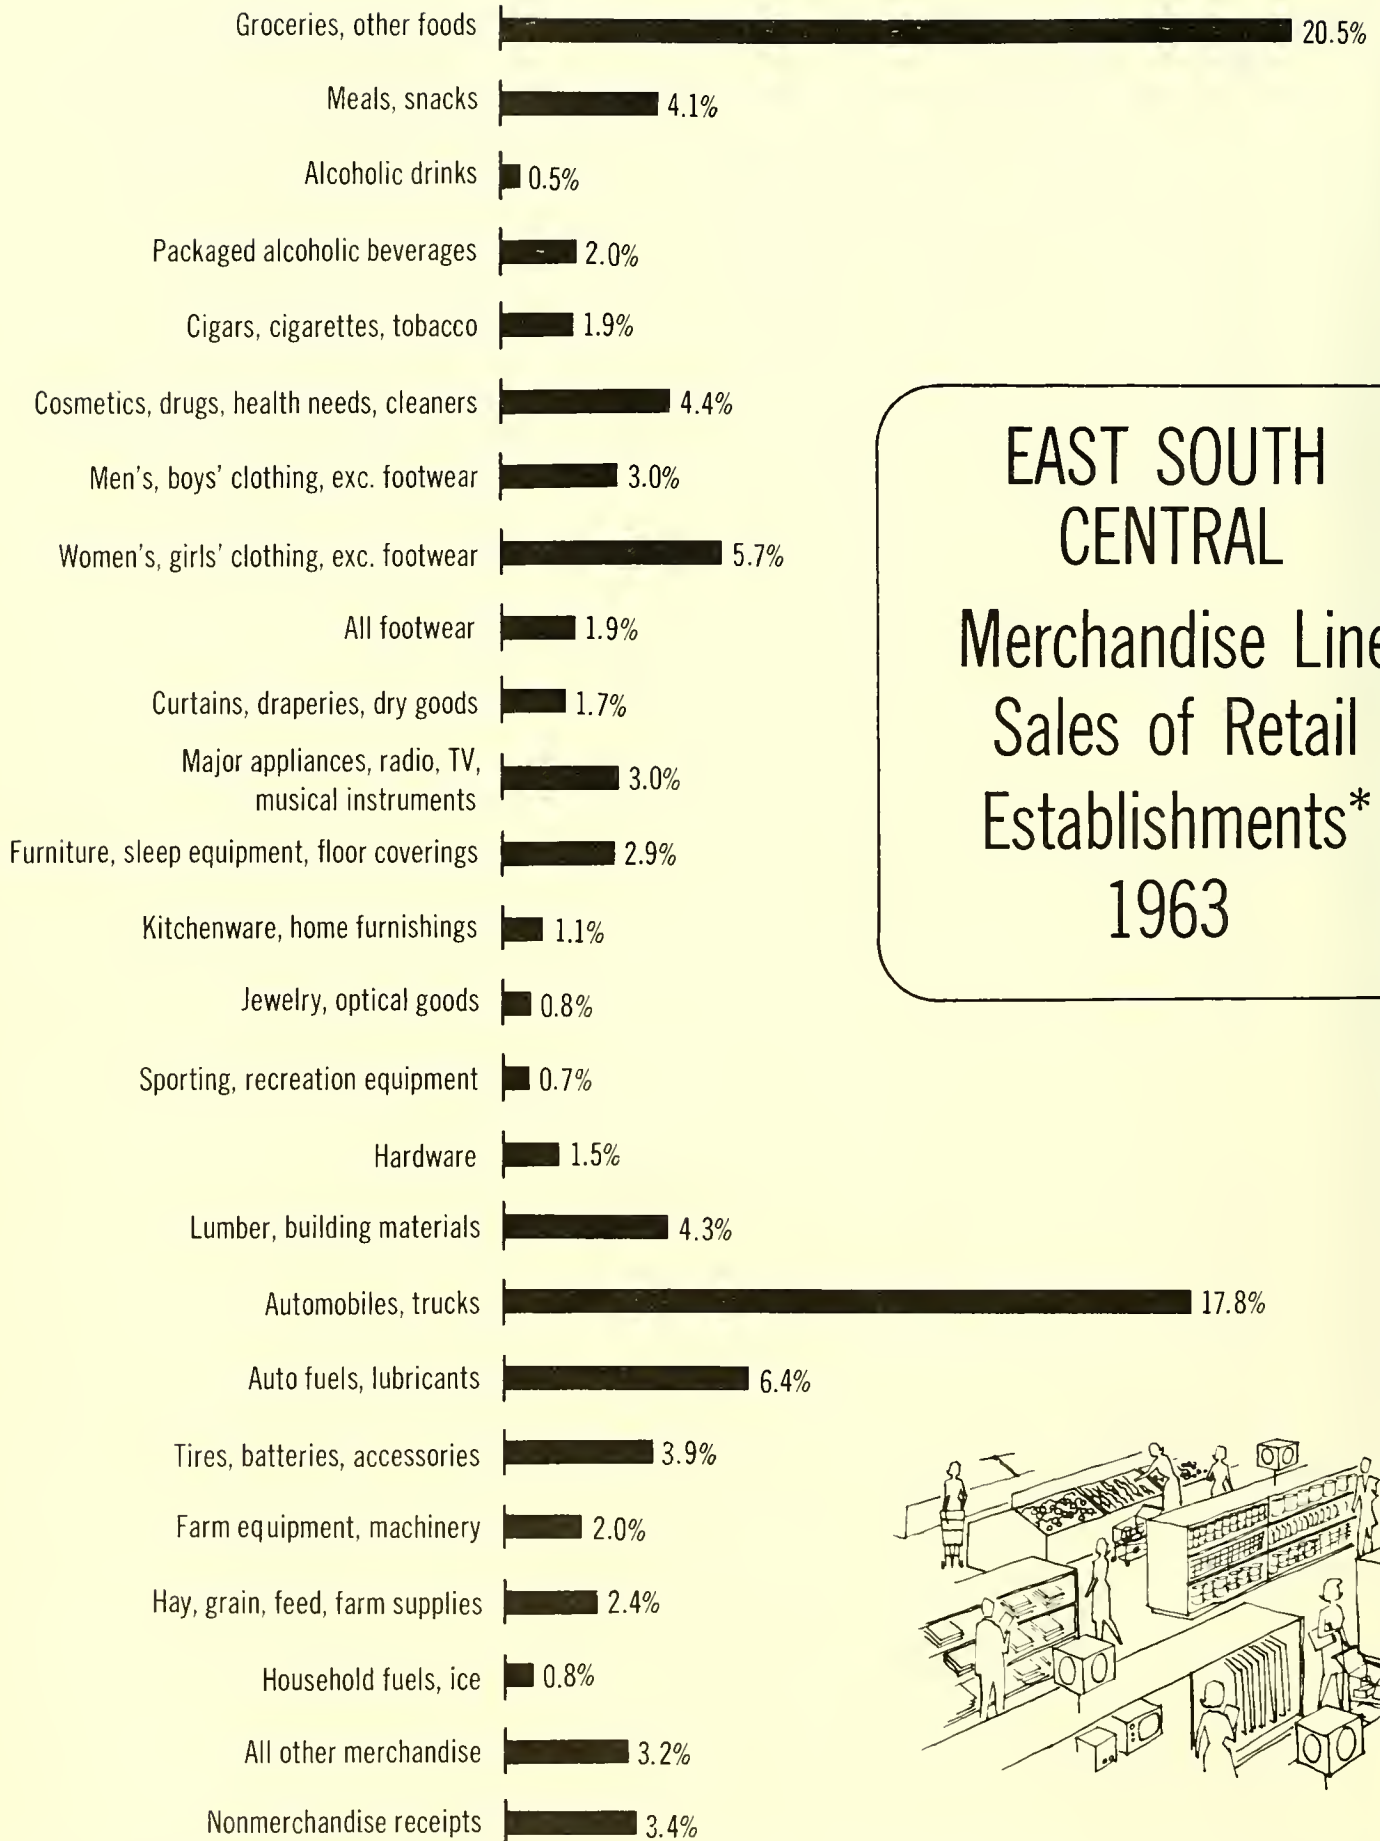 Groceries, other foods 20.5%
Meals, snacks 4.1%
Alcoholic drinks 0.5%
Packaged alcoholic beverages 2.0%
Cigars, cigarettes, tobacco 1.9%
Cosmetics, drugs, health needs, cleaners 4.4%
Men's, boys' clothing, exc. footwear 3.0%
Women's, girls' clothing, exc. footwear 5.7%
All footwear 1.9%
Curtains, draperies, dry goods 1.7%
Major appliances, radio, TV,
musical instruments 3.0%
Furniture, sleep equipment, floor coverings 2.9%
Kitchenware, home furnishings 1.1%
Jewelry, optical goods 0.8%
Sporting, recreation equipment 0.7%
Hardware 1.5%
Lumber, building materials 4.3%
Automobiles, trucks 17.8%
Auto fuels, lubricants 6.4%
Tires, batteries, accessories 3.9%
Farm equipment, machinery 2.0%
Hay, grain, feed, farm supplies 2.4%
Household fuels, ice 0.8%
All other merchandise 3.2%
Nonmerchandise receipts 3.4%
EAST SOUTH
CENTRAL
Merchandise Line
Sales of Retail
Establishments*
1963